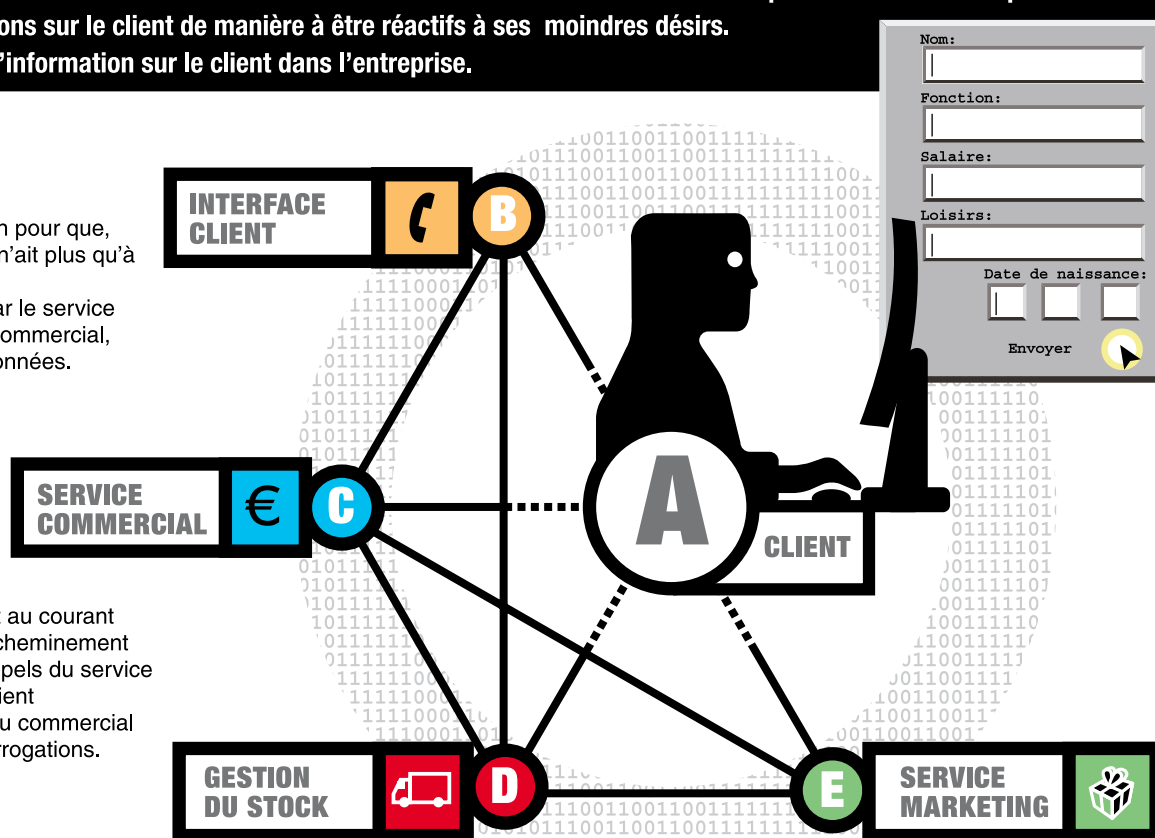 ons sur le client de manière à être réactifs à ses moindres désirs.
'information sur le client dans l'entreprise.
Nom:
Fonction:
Salaire:
Loisirs:
Date de naissance:
Envoyer
INTERFACE
CLIENT
B
n pour que,
n'ait plus qu'à
ar le service
ommercial,
onnées.
SERVICE
COMMERCIAL
€
C
A
CLIENT
t au courant
cheminement
pels du service
ient
u commercial
rrogations.
GESTION
DU STOCK
D
E
SERVICE
MARKETING